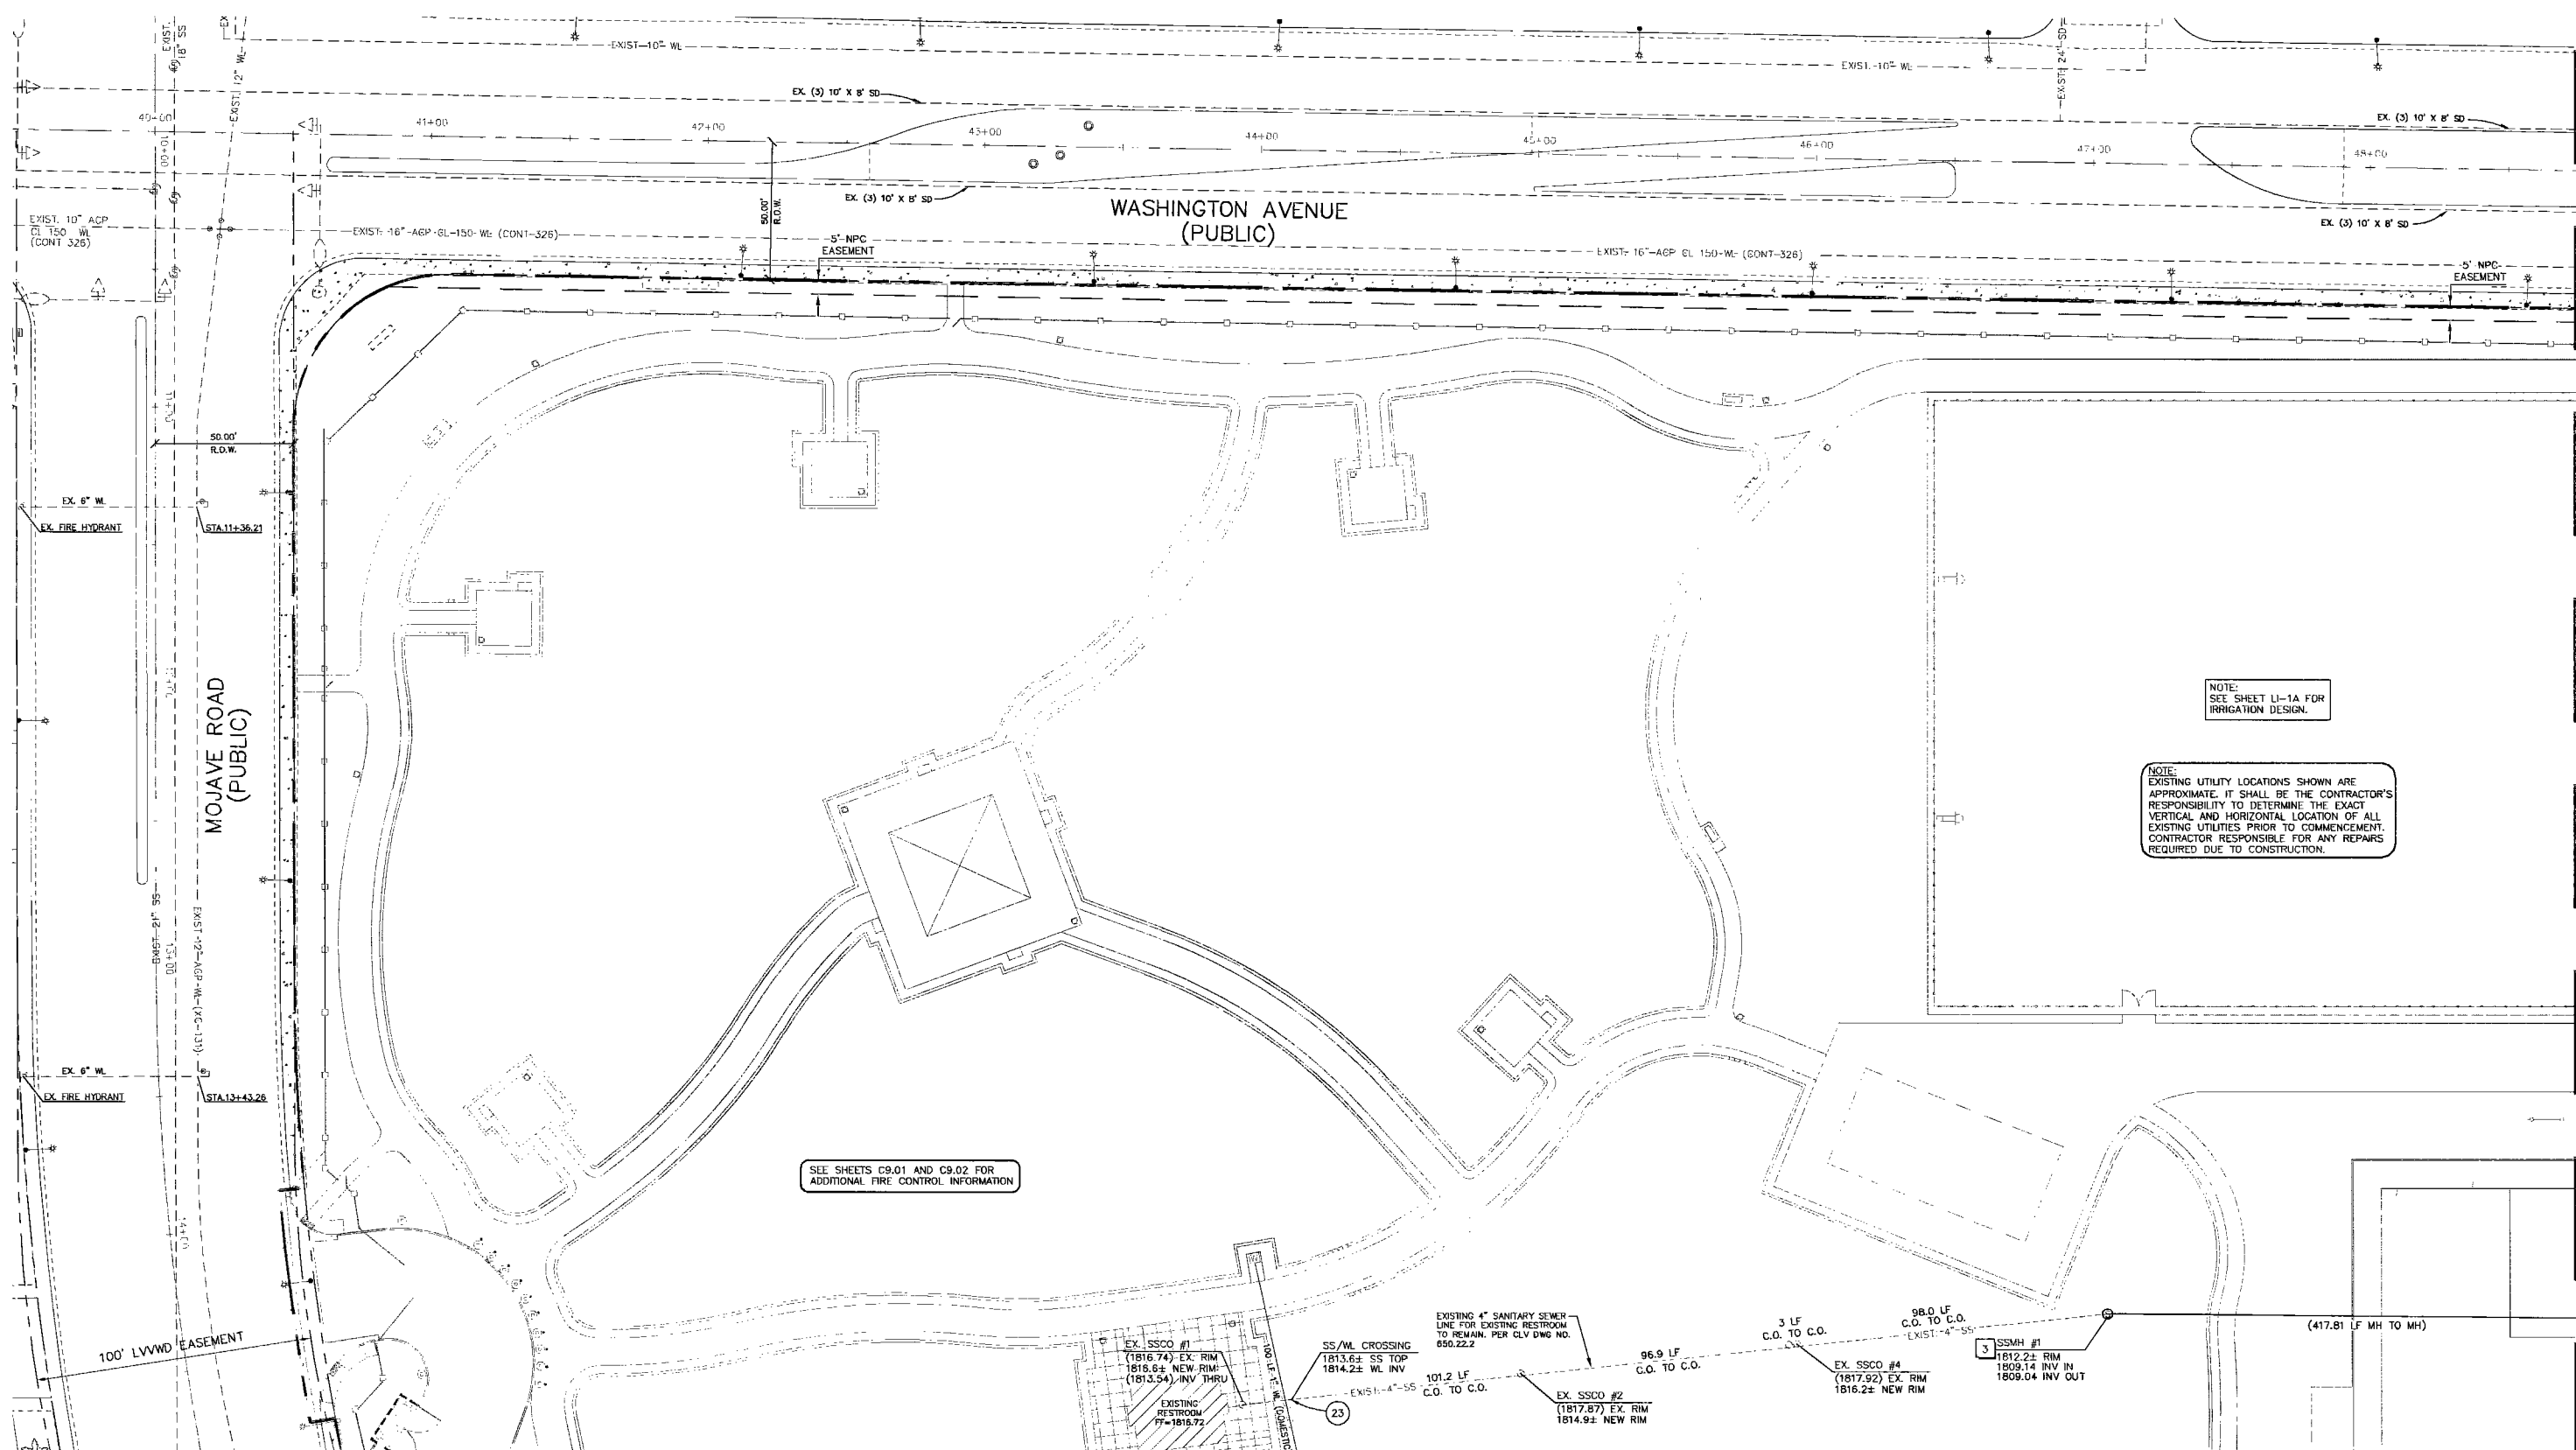 EXIST.
18" SS
EX
EXIST. 12" WL
EXIST 10" WL
EXIST. 10" WL
EXIST. 24" SD
EX. (3) 10' X 8' SD
EX. (3) 10' X 8' SD
40+00
41+00
42+00
43+00
44+00
45+00
46+00
47+00
48+00
10+00
EX. (3) 10' X 8' SD
EX. (3) 10' X 8' SD
50.00'
R.O.W.
WASHINGTON AVENUE
(PUBLIC)
EXIST. 10" ACP
CL 150 WL
(CONT 326)
EXIST. 16" ACP CL 150 WL (CONT-326)
EXIST. 16" ACP CL 150 WL (CONT-326)
5' NPC
EASEMENT
5' NPC
EASEMENT
11+00
50.00'
R.O.W.
EX. 6" WL
EX. FIRE HYDRANT
STA.11+36.21
12+00
MOJAVE ROAD
(PUBLIC)
NOTE:
SEE SHEET LI-1A FOR
IRRIGATION DESIGN.
NOTE:
EXISTING UTILITY LOCATIONS SHOWN ARE
APPROXIMATE. IT SHALL BE THE CONTRACTOR'S
RESPONSIBILITY TO DETERMINE THE EXACT
VERTICAL AND HORIZONTAL LOCATION OF ALL
EXISTING UTILITIES PRIOR TO COMMENCEMENT.
CONTRACTOR RESPONSIBLE FOR ANY REPAIRS
REQUIRED DUE TO CONSTRUCTION.
EXIST 21" SS
13+00
EXIST 12" ACP WL (XC-131)
EX. 6" WL
EX. FIRE HYDRANT
STA.13+43.26
SEE SHEETS C9.01 AND C9.02 FOR
ADDITIONAL FIRE CONTROL INFORMATION
14+00
100' LVVWD EASEMENT
EX. SSCO #1
(1816.74) EX. RIM
1816.6± NEW RIM
(1813.54) INV THRU
EXISTING
RESTROOM
FF=1816.72
100 LF 1" WL (DOMESTIC
SS/WL CROSSING
1813.6± SS TOP
1814.2± WL INV
23
EXISTING 4" SANITARY SEWER
LINE FOR EXISTING RESTROOM
TO REMAIN. PER CLV DWG NO.
650.22.2
EXIST. 4" SS
101.2 LF
C.O. TO C.O.
EX. SSCO #2
(1817.87) EX. RIM
1814.9± NEW RIM
96.9 LF
C.O. TO C.O.
3 LF
C.O. TO C.O.
EX. SSCO #4
(1817.92) EX. RIM
1816.2± NEW RIM
98.0 LF
C.O. TO C.O.
EXIST. 4" SS
3
SSMH #1
1812.2± RIM
1809.14 INV IN
1809.04 INV OUT
(417.81 LF MH TO MH)